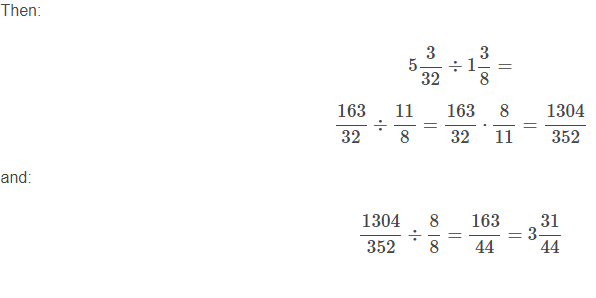 Then:
5 3/32 ÷ 1 3/8 =
163/32 ÷ 11/8 = 163/32 · 8/11 = 1304/352
and:
1304/352 ÷ 8/8 = 163/44 = 3 31/44